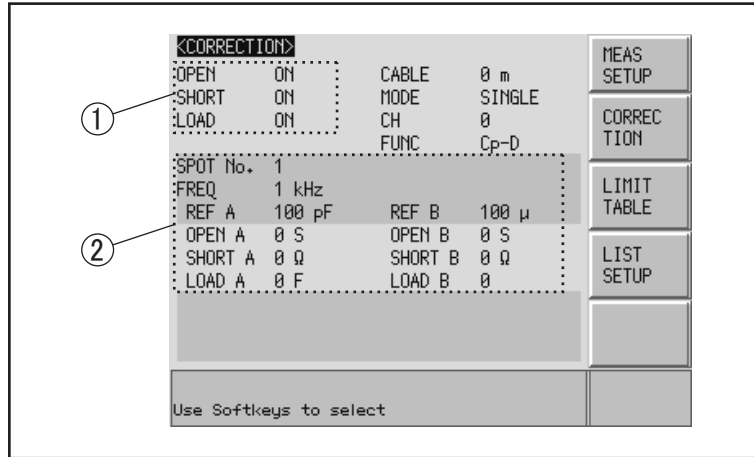 <CORRECTION>
OPEN ON CABLE 0 m
SHORT ON MODE SINGLE
LOAD ON CH 0
FUNC Cp-D
SPOT No. 1
FREQ 1 kHz
REF A 100 pF REF B 100 µ
OPEN A 0 S OPEN B 0 S
SHORT A 0 Ω SHORT B 0 Ω
LOAD A 0 F LOAD B 0
Use Softkeys to select
MEAS
SETUP
CORREC
TION
LIMIT
TABLE
LIST
SETUP
1
2